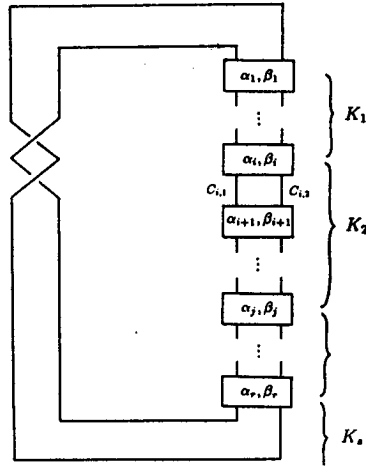 α₁, β₁
⋮
K₁
αᵢ, βᵢ
Cᵢ,₁ Cᵢ,₂
αᵢ₊₁, βᵢ₊₁
K₂
⋮
αⱼ, βⱼ
⋮
αᵣ, βᵣ
Kₛ